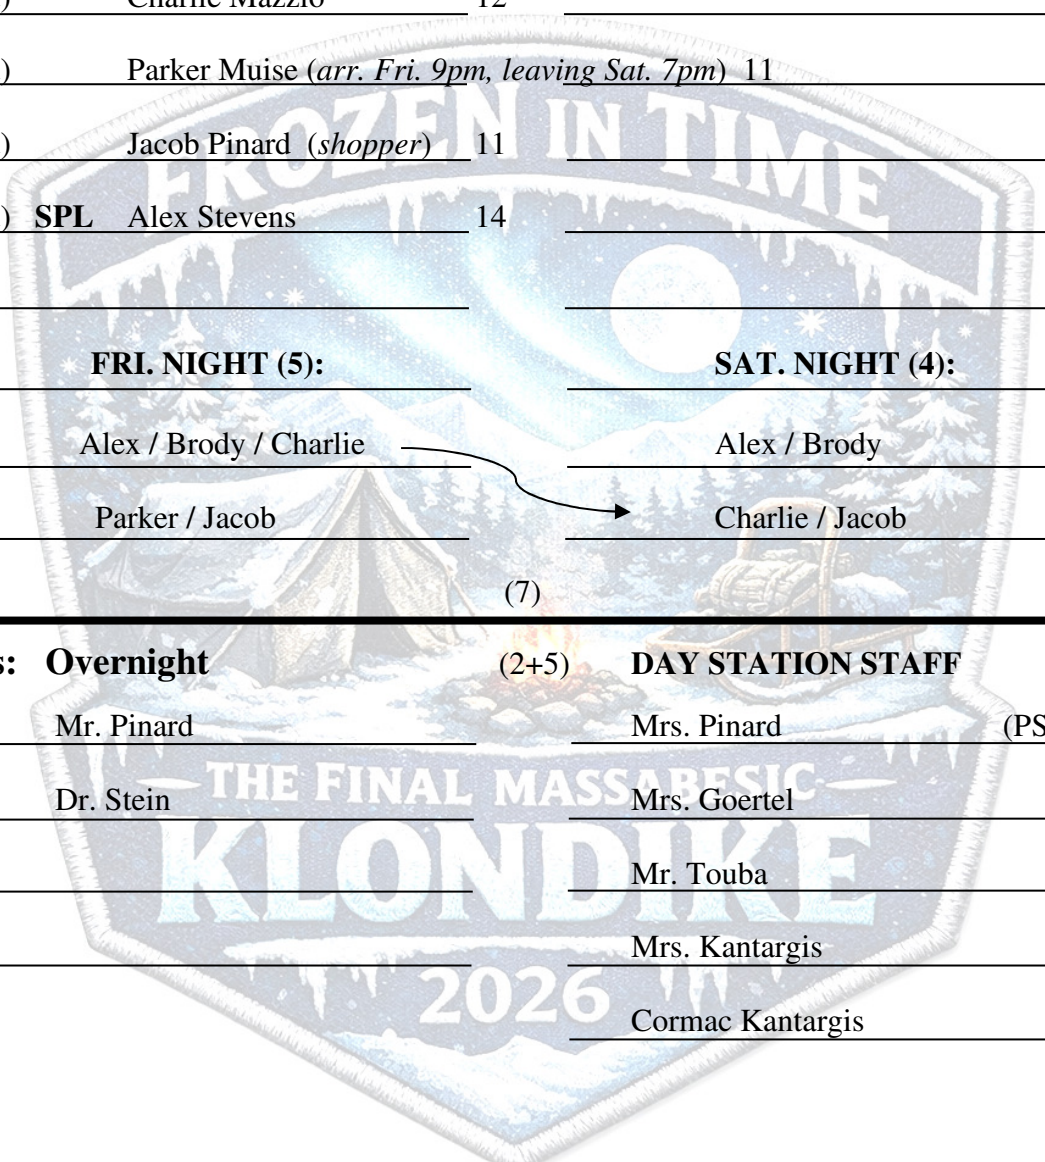 ) Charlie Mazzio 12
) Parker Muise (arr. Fri. 9pm, leaving Sat. 7pm) 11
) Jacob Pinard (shopper) 11
) SPL Alex Stevens 14
FROZEN IN TIME
FRI. NIGHT (5): SAT. NIGHT (4):
Alex / Brody / Charlie Alex / Brody
Parker / Jacob Charlie / Jacob
(7)
s: Overnight (2+5) DAY STATION STAFF
Mr. Pinard Mrs. Pinard (PS
Dr. Stein Mrs. Goertel
Mr. Touba
Mrs. Kantargis
Cormac Kantargis
THE FINAL MASSABESIC
KLONDIKE
2026